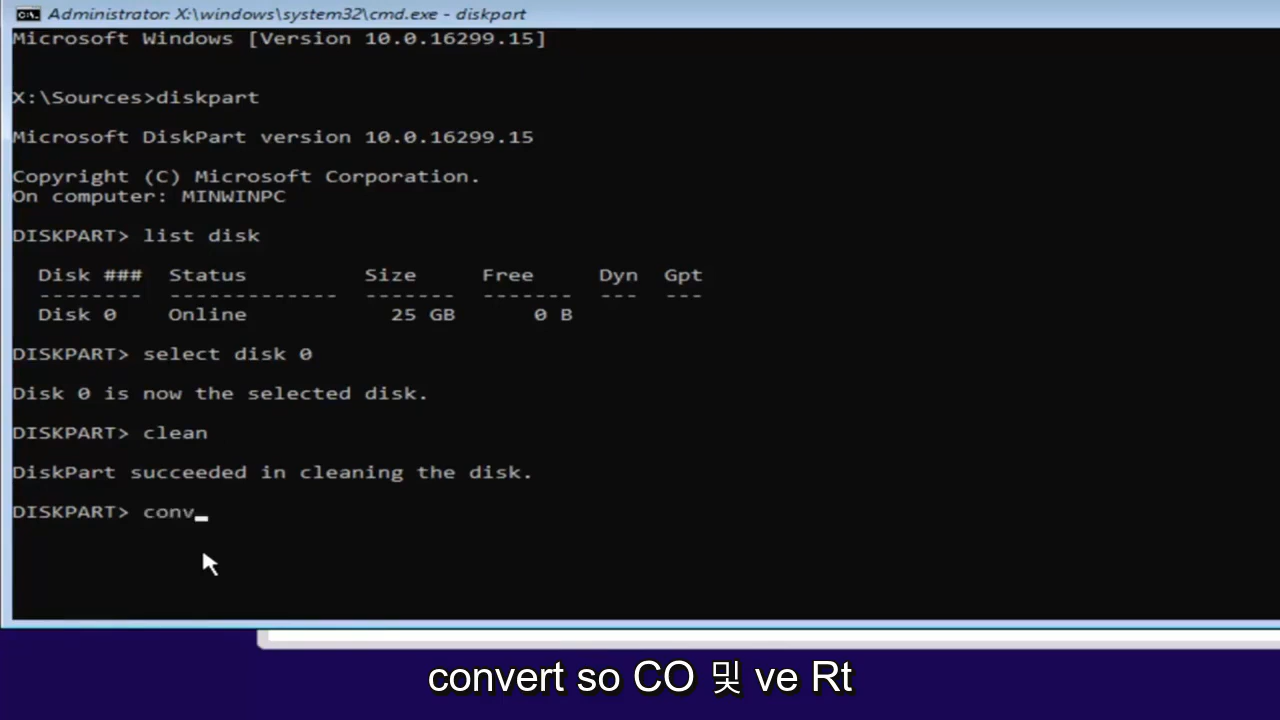 Administrator: X:\windows\system32\cmd.exe - diskpart
Microsoft Windows [Version 10.0.16299.15]
X:\Sources>diskpart
Microsoft DiskPart version 10.0.16299.15
Copyright (C) Microsoft Corporation.
On computer: MININWINPC
DISKPART> list disk
Disk ### Status Size Free Dyn Gpt
-------- ------------- ------- ------- --- ---
Disk 0 Online 25 GB 0 B
DISKPART> select disk 0
Disk 0 is now the selected disk.
DISKPART> clean
DiskPart succeeded in cleaning the disk.
DISKPART> conv_
convert so CO 및 ve Rt